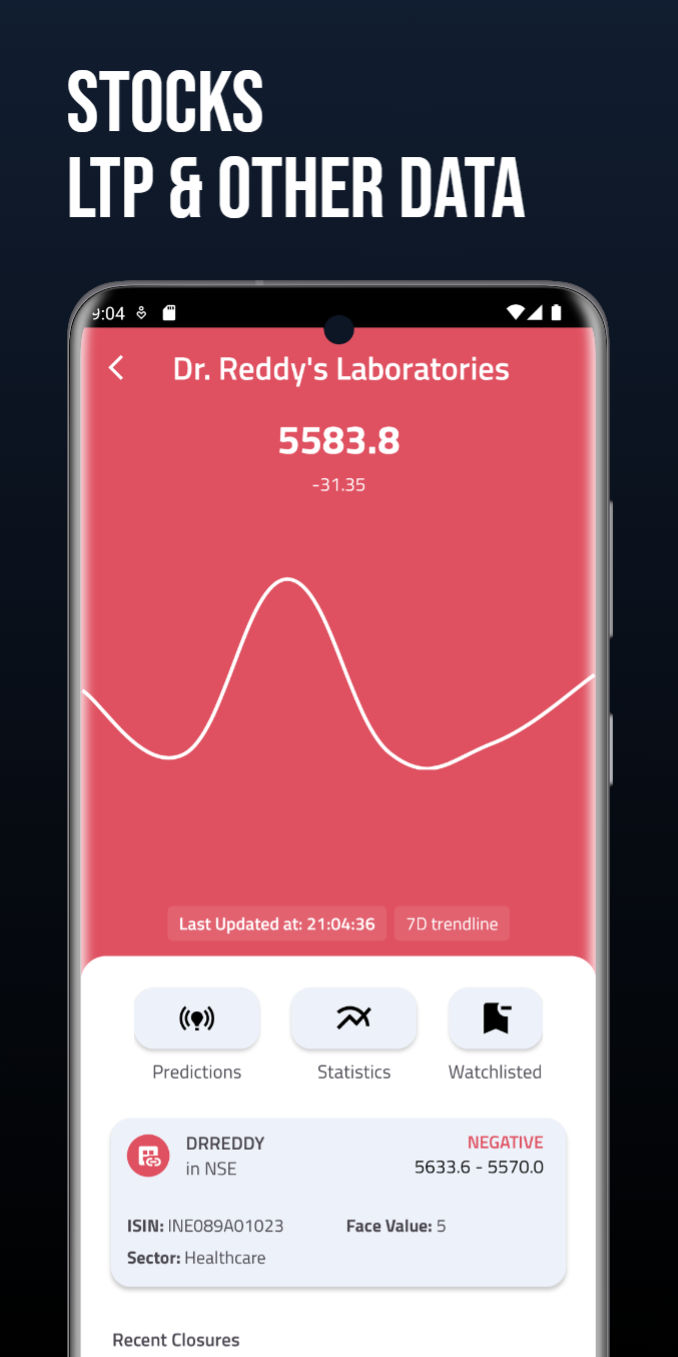 STOCKS
LTP & OTHER DATA
9:04
Dr. Reddy's Laboratories
5583.8
-31.35
Last Updated at: 21:04:36 7D trendline
Predictions Statistics Watchlisted
DRREDDY NEGATIVE
in NSE 5633.6 - 5570.0
ISIN: INE089A01023 Face Value: 5
Sector: Healthcare
Recent Closures